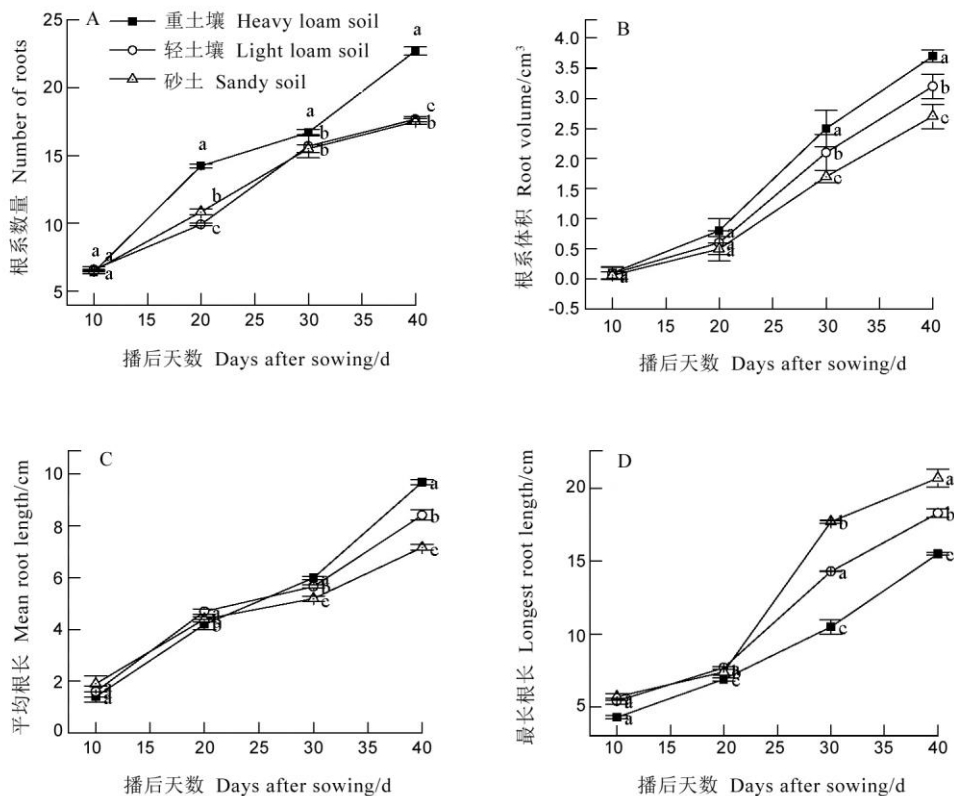 A
重土壤 Heavy loam soil
轻土壤 Light loam soil
砂土 Sandy soil
根系数量 Number of roots
25
20
15
10
5
a
a
a
a
a
a
b
c
b
b
c
b
10 15 20 25 30 35 40
播后天数 Days after sowing/d
B
根系体积 Root volume/cm³
4.0
3.5
3.0
2.5
2.0
1.5
1.0
0.5
0.0
-0.5
a
a
a
a
b
c
a
b
c
10 15 20 25 30 35 40
播后天数 Days after sowing/d
C
平均根长 Mean root length/cm
10
8
6
4
2
0
a
a
b
a
b
c
a
b
c
10 15 20 25 30 35 40
播后天数 Days after sowing/d
D
最长根长 Longest root length/cm
20
15
10
5
a
a
a
b
c
b
a
c
a
b
c
10 15 20 25 30 35 40
播后天数 Days after sowing/d